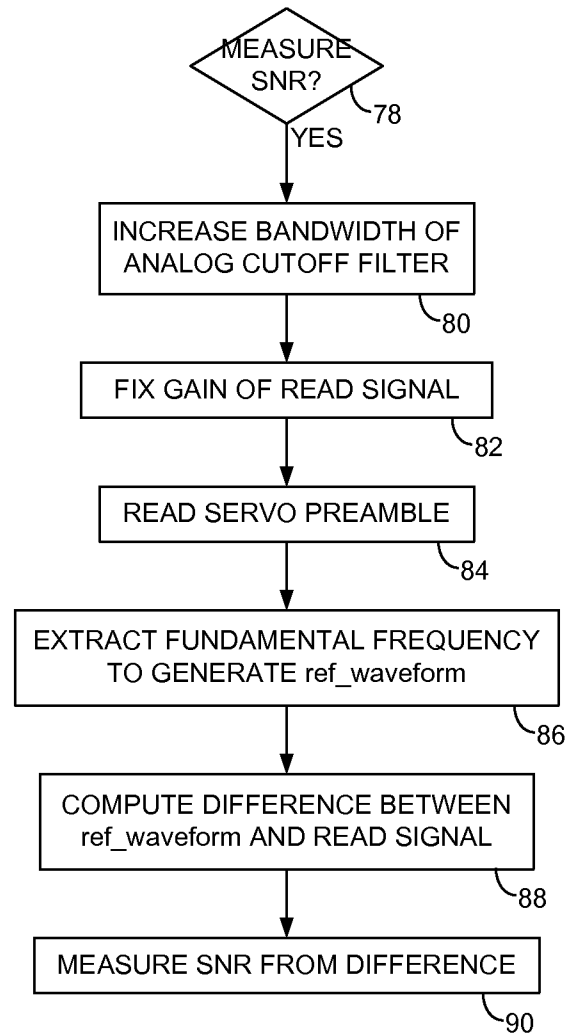 MEASURE
SNR?
78
YES
INCREASE BANDWIDTH OF
ANALOG CUTOFF FILTER
80
FIX GAIN OF READ SIGNAL
82
READ SERVO PREAMBLE
84
EXTRACT FUNDAMENTAL FREQUENCY
TO GENERATE ref_waveform
86
COMPUTE DIFFERENCE BETWEEN
ref_waveform AND READ SIGNAL
88
MEASURE SNR FROM DIFFERENCE
90